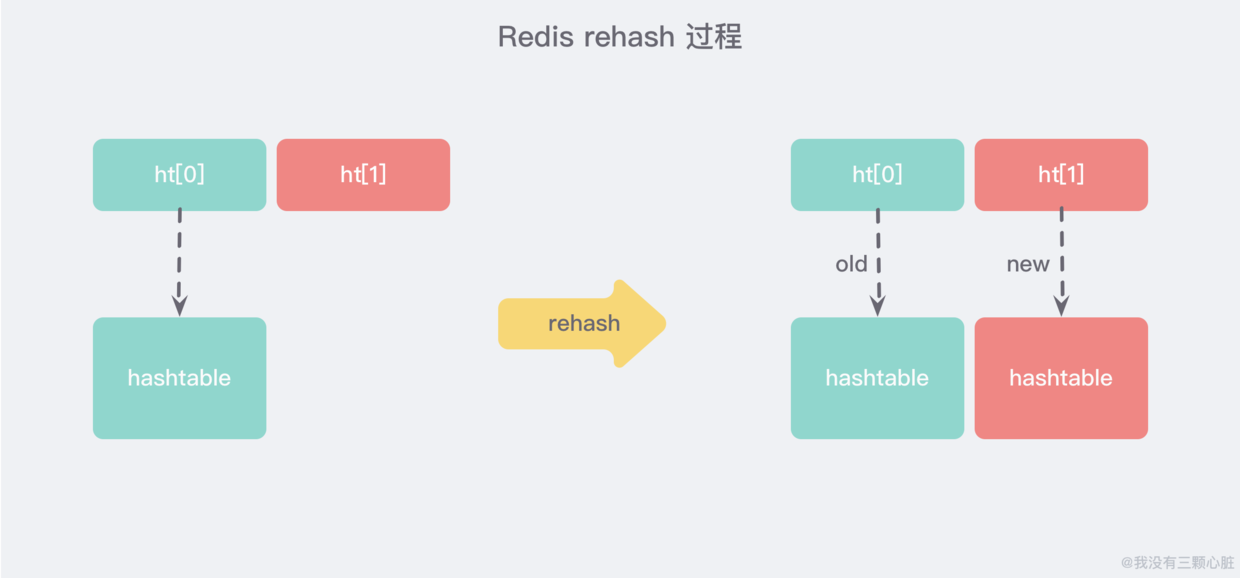 Redis rehash 过程
ht[0] ht[1] ht[0] ht[1]
old new
rehash
hashtable hashtable hashtable
@我没有三颗心脏